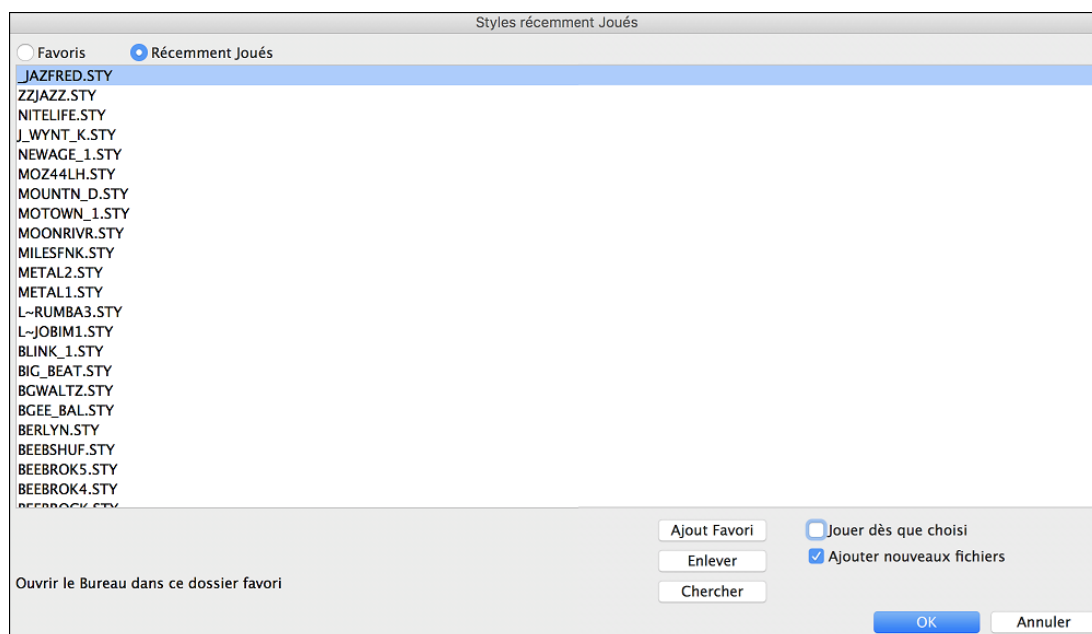 Styles récemment Joués
Favoris
Récemment Joués
_JAZFRED.STY
ZZJAZZ.STY
NITELIFE.STY
J_WYNT_K.STY
NEWAGE_1.STY
MOZ44LH.STY
MOUNTN_D.STY
MOTOWN_1.STY
MOONRIVR.STY
MILESFNK.STY
METAL2.STY
METAL1.STY
L~RUMBA3.STY
L~JOBIM1.STY
BLINK_1.STY
BIG_BEAT.STY
BGWALTZ.STY
BGEE_BAL.STY
BERLYN.STY
BEEBSHUF.STY
BEEBROK5.STY
BEEBROK4.STY
Ajout Favori
Jouer dès que choisi
Enlever
Ajouter nouveaux fichiers
Ouvrir le Bureau dans ce dossier favori
Chercher
OK
Annuler